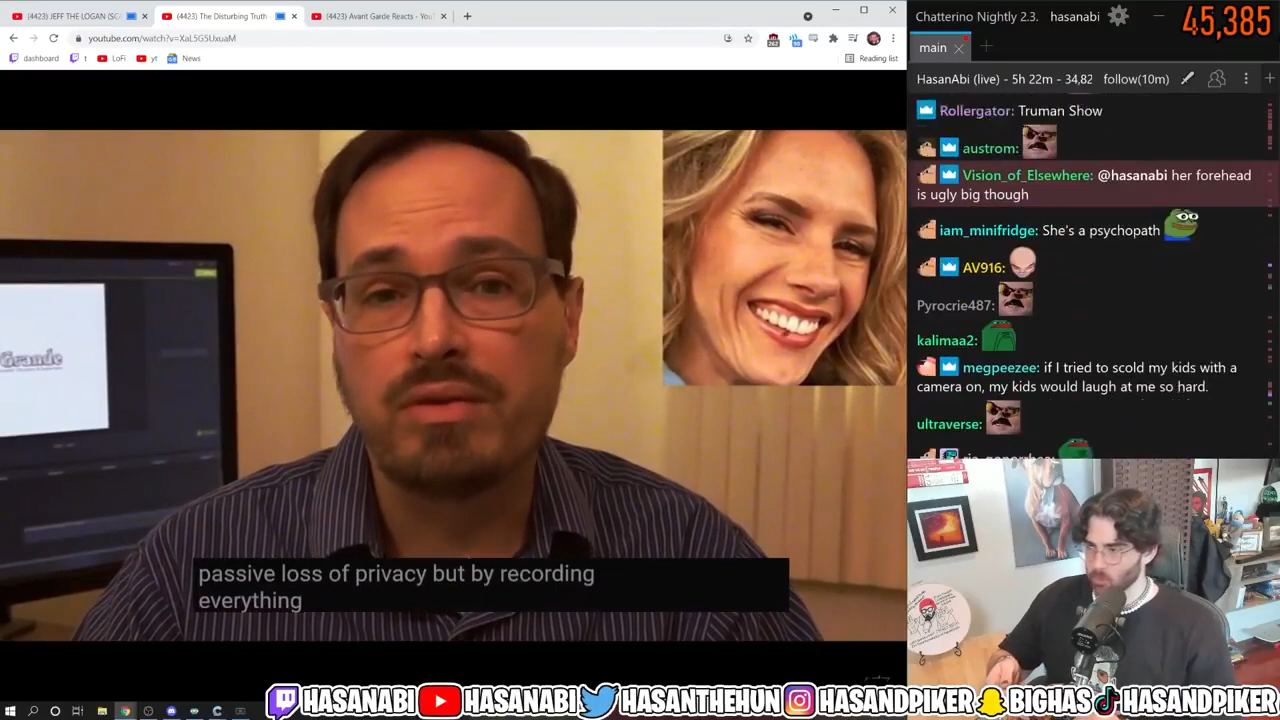 (4423) JEFF THE LOGAN (SC
(4423) The Disturbing Truth
(4423) Avant Garde Reacts - YouT
youtube.com/watch?v=XaL5G5UxuaM
dashboard
t
LoFi
yt
News
Reading list
Grande
passive loss of privacy but by recording
everything
Chatterino Nightly 2.3.
hasanabi
45,385
main
HasanAbi (live) - 5h 22m - 34,82
follow(10m)
Rollergator: Truman Show
austrom:
Vision_of_Elsewhere: @hasanabi her forehead
is ugly big though
iam_minifridge: She's a psychopath
AV916:
Pyrocrie487:
kalimaa2:
megpeezee: if I tried to scold my kids with a
camera on, my kids would laugh at me so hard.
ultraverse:
HASANABI
HASANABI
HASANTHEHUN
HASANDPIKER
BIGHAS
HASANDPIKER